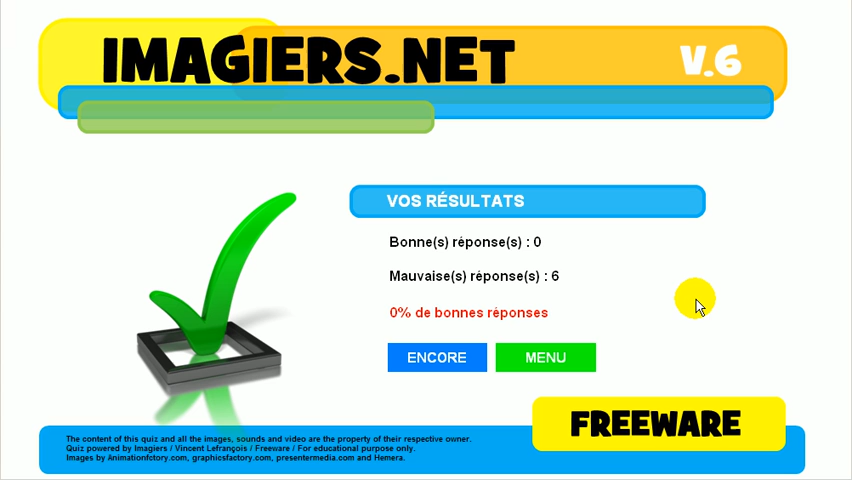 IMAGIERS.NET
V.6
VOS RÉSULTATS
Bonne(s) réponse(s) : 0
Mauvaise(s) réponse(s) : 6
0% de bonnes réponses
ENCORE
MENU
FREEWARE
The content of this quiz and all the images, sounds and video are the property of their respective owner.
Quiz powered by Imagiers / Vincent Lefrançois / Freeware / For educational purpose only.
Images by Animationfctory.com, graphicsfactory.com, presentermedia.com and Hemera.